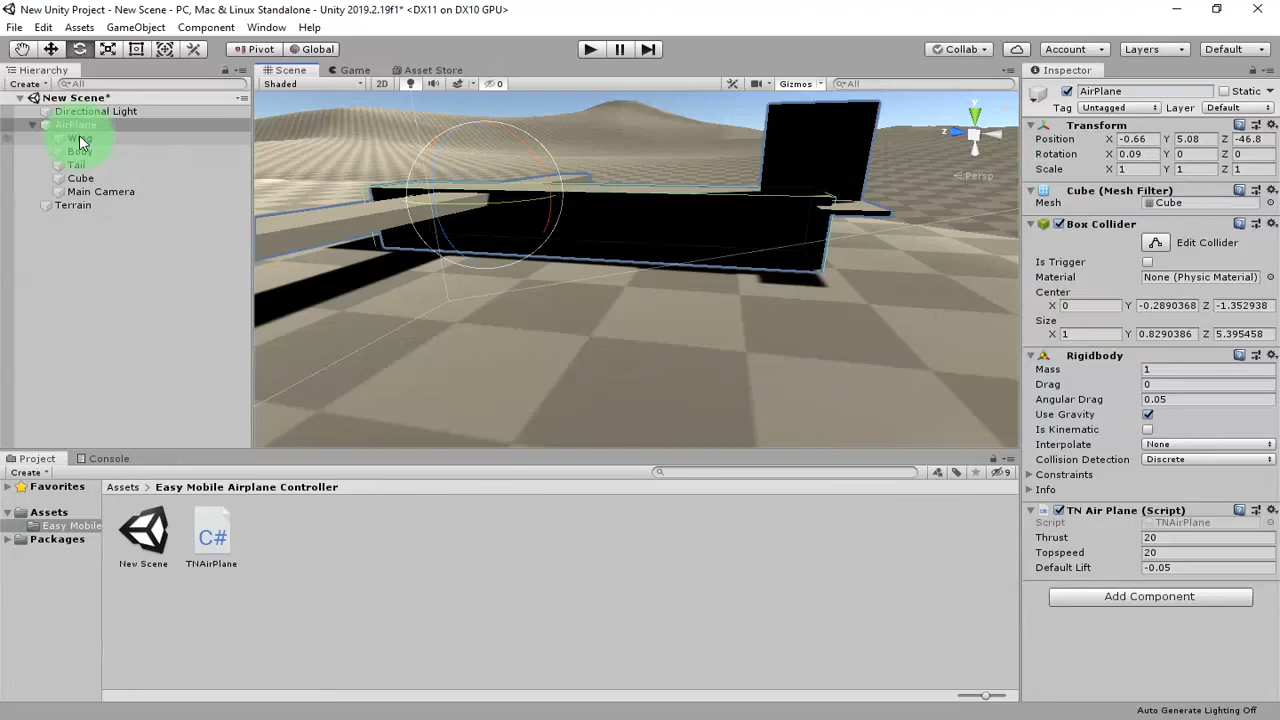 New Unity Project - New Scene - PC, Mac & Linux Standalone - Unity 2019.2.19f1* <DX11 on DX10 GPU>
File Edit Assets GameObject Component Window Help
Pivot Global Collab Account Layers Default
Hierarchy Scene Game Asset Store Inspector
Create All Shaded 2D 0 Gizmos All AirPlane Static
New Scene*
Tag Untagged Layer Default
Directional Light
AirPlane
Transform
Wing
Position X -0.66 Y 5.08 Z -46.8
Body
Rotation X 0.09 Y 0 Z 0
Tail
Scale X 1 Y 1 Z 1
Cube
Main Camera
Cube (Mesh Filter)
Terrain
Mesh Cube
y
z
Persp
Box Collider
Edit Collider
Is Trigger
Material None (Physic Material)
Center
X 0 Y -0.2890368 Z -1.352938
Size
X 1 Y 0.8290386 Z 5.395458
Rigidbody
Mass 1
Drag 0
Angular Drag 0.05
Use Gravity
Is Kinematic
Interpolate None
Collision Detection Discrete
Constraints
Info
Project Console
Create 9
Favorites Assets > Easy Mobile Airplane Controller
Assets
Easy Mobile
Packages
C#
New Scene TNAirPlane
TN Air Plane (Script)
Script TNAirPlane
Thrust 20
Topspeed 20
Default Lift -0.05
Add Component
Auto Generate Lighting Off